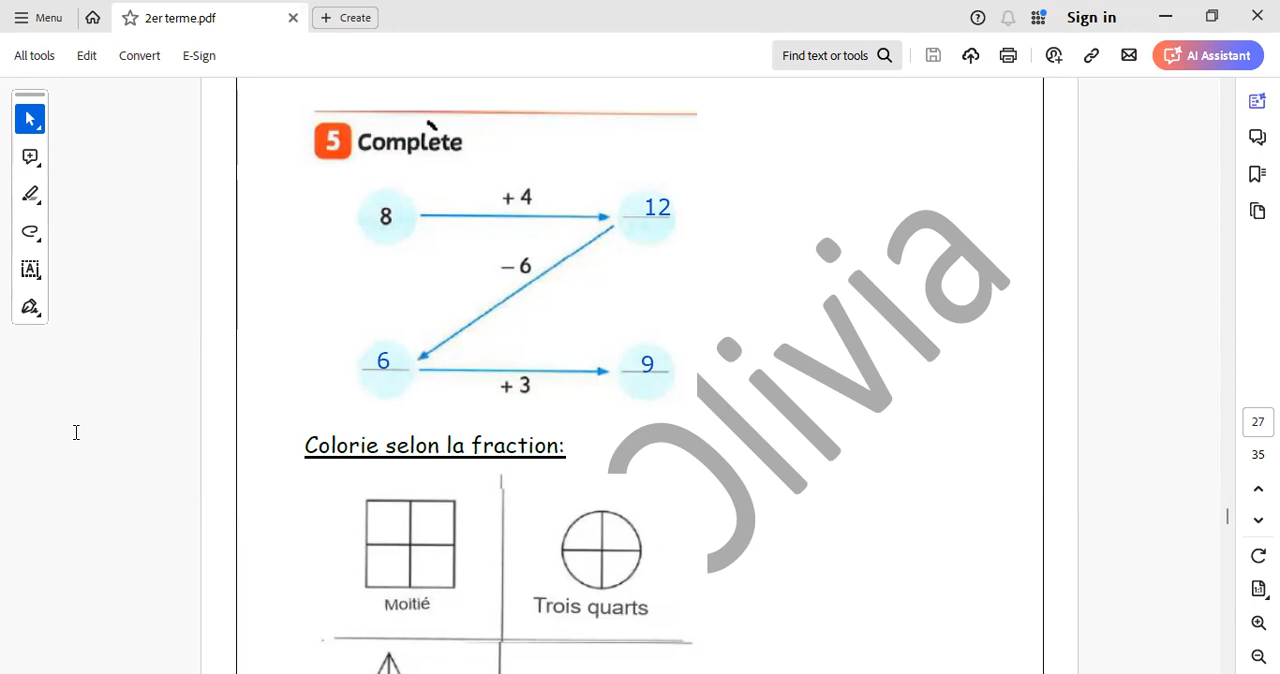 Menu
2er terme.pdf
Create
Sign in
All tools
Edit
Convert
E-Sign
Find text or tools
AI Assistant
5 Complète
8
+ 4
12
– 6
6
+ 3
9
Colorie selon la fraction:
Moitié
Trois quarts
Olivia
27
35